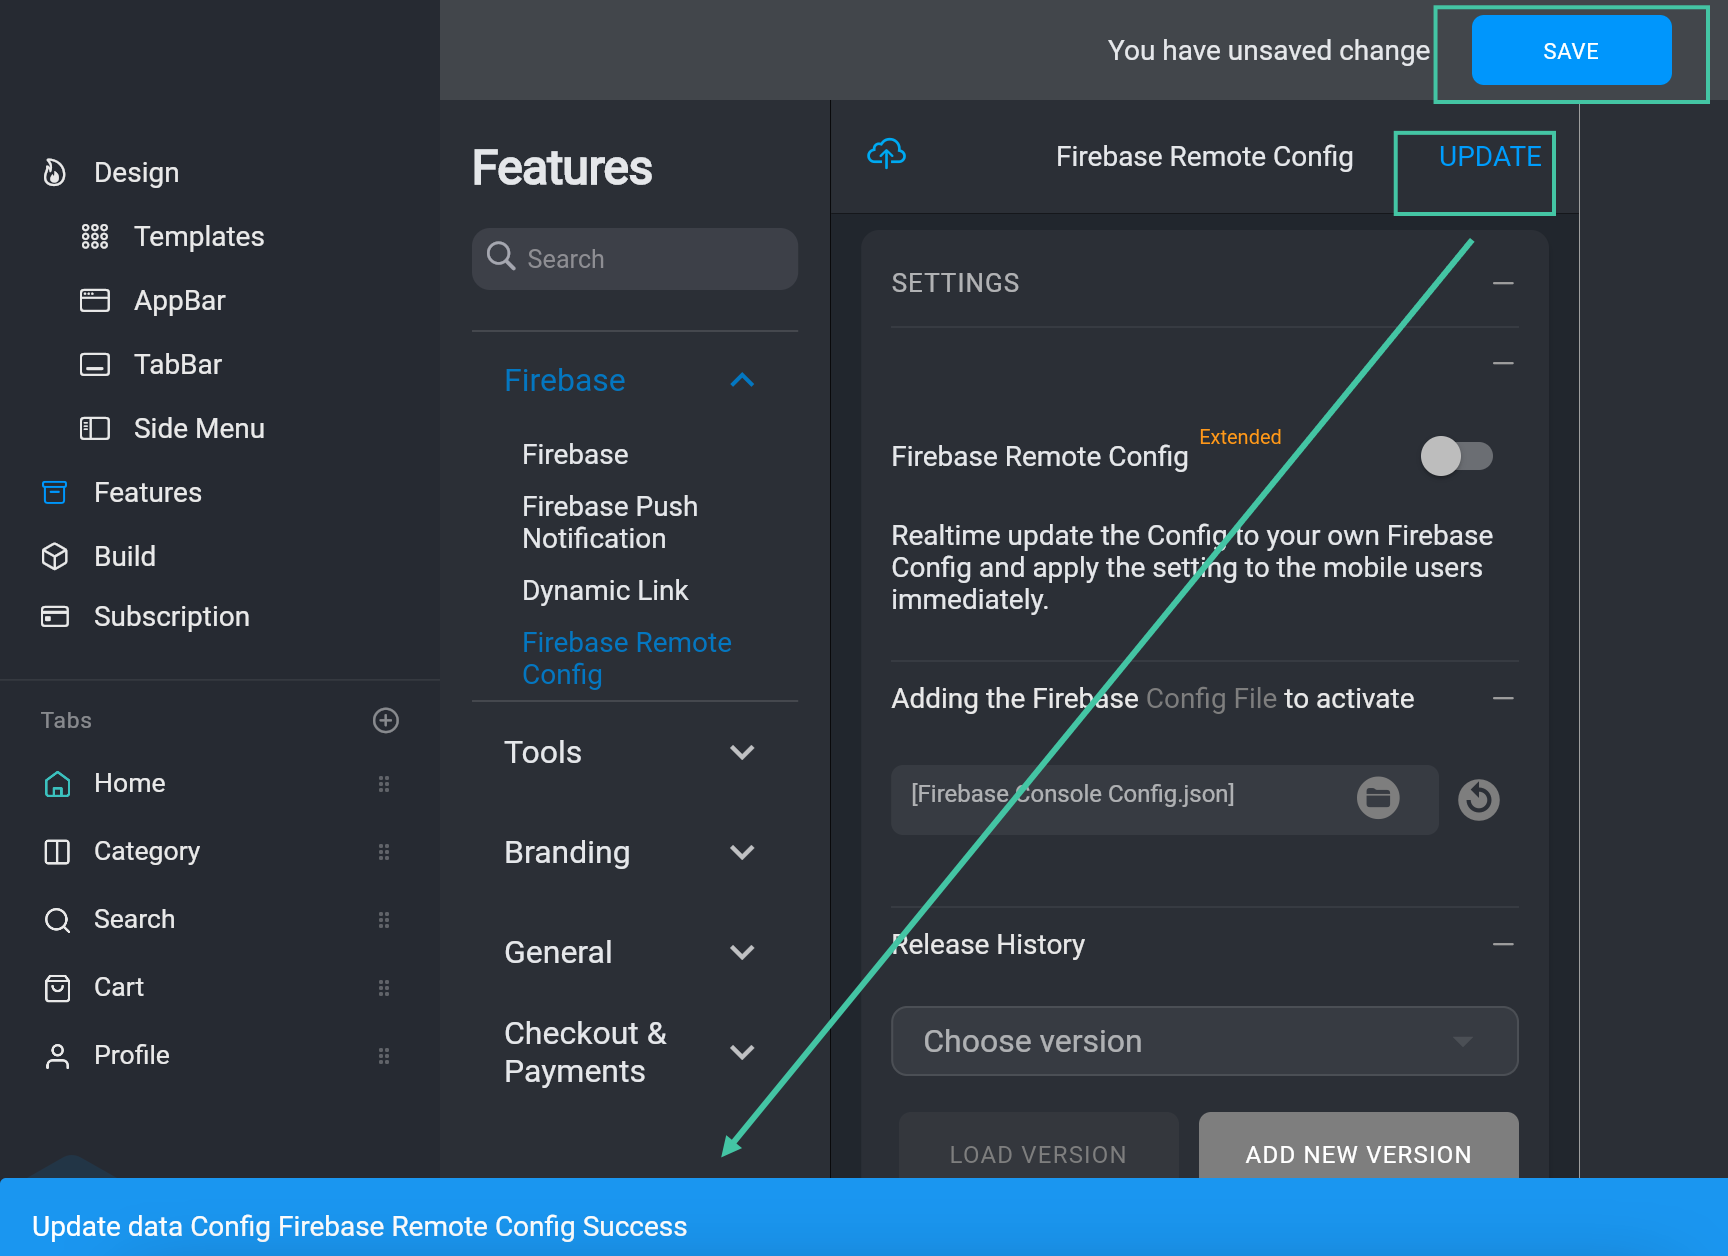 You have unsaved change
SAVE
Design
Templates
AppBar
TabBar
Side Menu
Features
Build
Subscription
Tabs
Home
Category
Search
Cart
Profile
Features
Search
Firebase
Firebase
Firebase Push
Notification
Dynamic Link
Firebase Remote
Config
Tools
Branding
General
Checkout &
Payments
Firebase Remote Config
UPDATE
SETTINGS
Firebase Remote Config Extended
Realtime update the Config to your own Firebase
Config and apply the setting to the mobile users
immediately.
Adding the Firebase Config File to activate
[Firebase Console Config.json]
Release History
Choose version
LOAD VERSION
ADD NEW VERSION
Update data Config Firebase Remote Config Success